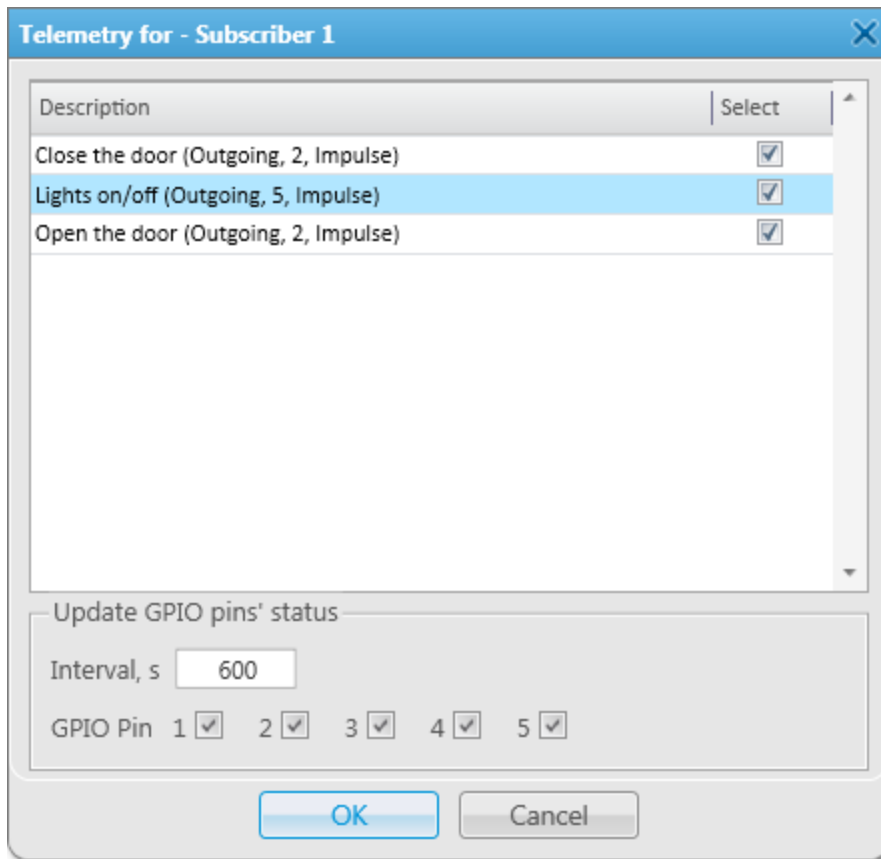 Telemetry for - Subscriber 1
Description Select
Close the door (Outgoing, 2, Impulse)
Lights on/off (Outgoing, 5, Impulse)
Open the door (Outgoing, 2, Impulse)
Update GPIO pins' status
Interval, s 600
GPIO Pin 1 2 3 4 5
OK Cancel